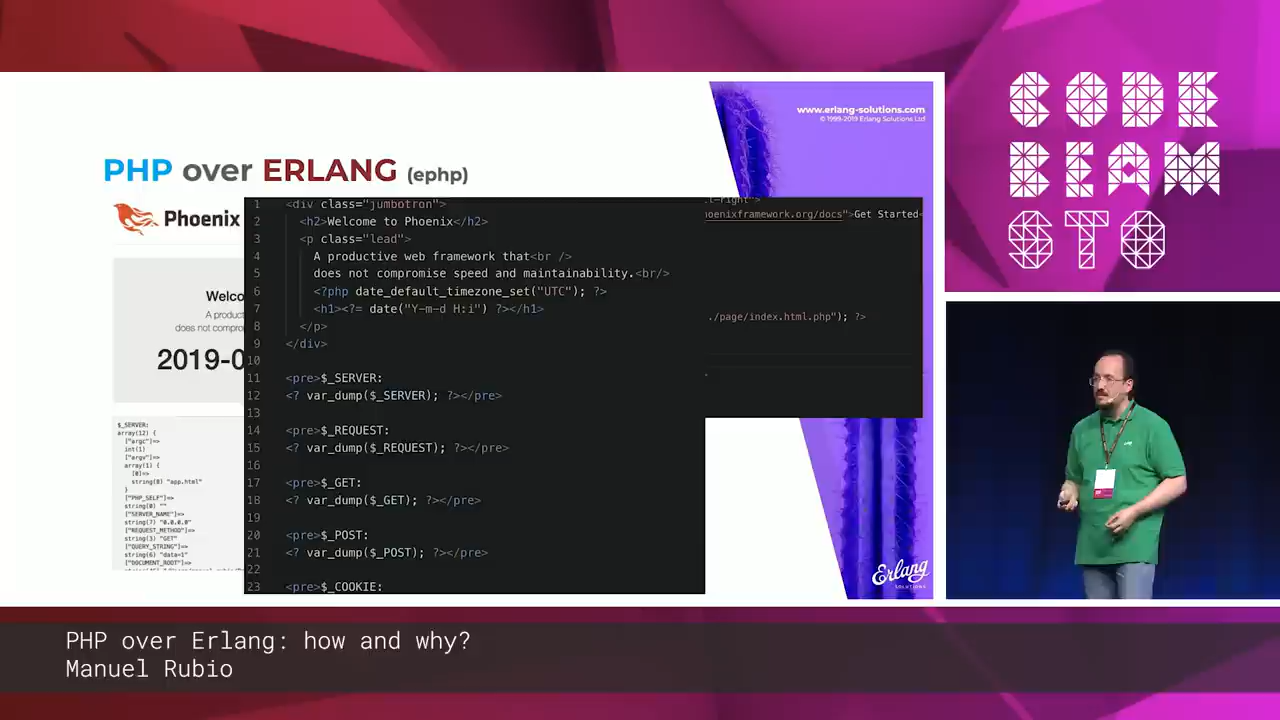 CODE
BEAM
STO
www.erlang-solutions.com
© 1999-2019 Erlang Solutions Ltd
PHP over ERLANG (ephp)
Phoenix
Welco
A product
does not compro
2019-0
$_SERVER:
array(12) {
["argc"]=>
int(1)
["argv"]=>
array(1) {
[0]=>
string(8) "app.html"
}
["PHP_SELF"]=>
string(0) ""
["SERVER_NAME"]=>
string(7) "0.0.0.0"
["REQUEST_METHOD"]=>
string(3) "GET"
["QUERY_STRING"]=>
string(6) "data=1"
["DOCUMENT_ROOT"]=>
1 <div class="jumbotron">
2 <h2>Welcome to Phoenix</h2>
3 <p class="lead">
4 A productive web framework that<br />
5 does not compromise speed and maintainability.<br/>
6 <?php date_default_timezone_set("UTC"); ?>
7 <h1><?= date("Y-m-d H:i") ?></h1>
8 </p>
9 </div>
10
11 <pre>$_SERVER:
12 <? var_dump($_SERVER); ?></pre>
13
14 <pre>$_REQUEST:
15 <? var_dump($_REQUEST); ?></pre>
16
17 <pre>$_GET:
18 <? var_dump($_GET); ?></pre>
19
20 <pre>$_POST:
21 <? var_dump($_POST); ?></pre>
22
23 <pre>$_COOKIE:
t-right">
hoenixframework.org/docs">Get Started<
./page/index.html.php"); ?>
Erlang
SOLUTIONS
PHP over Erlang: how and why?
Manuel Rubio